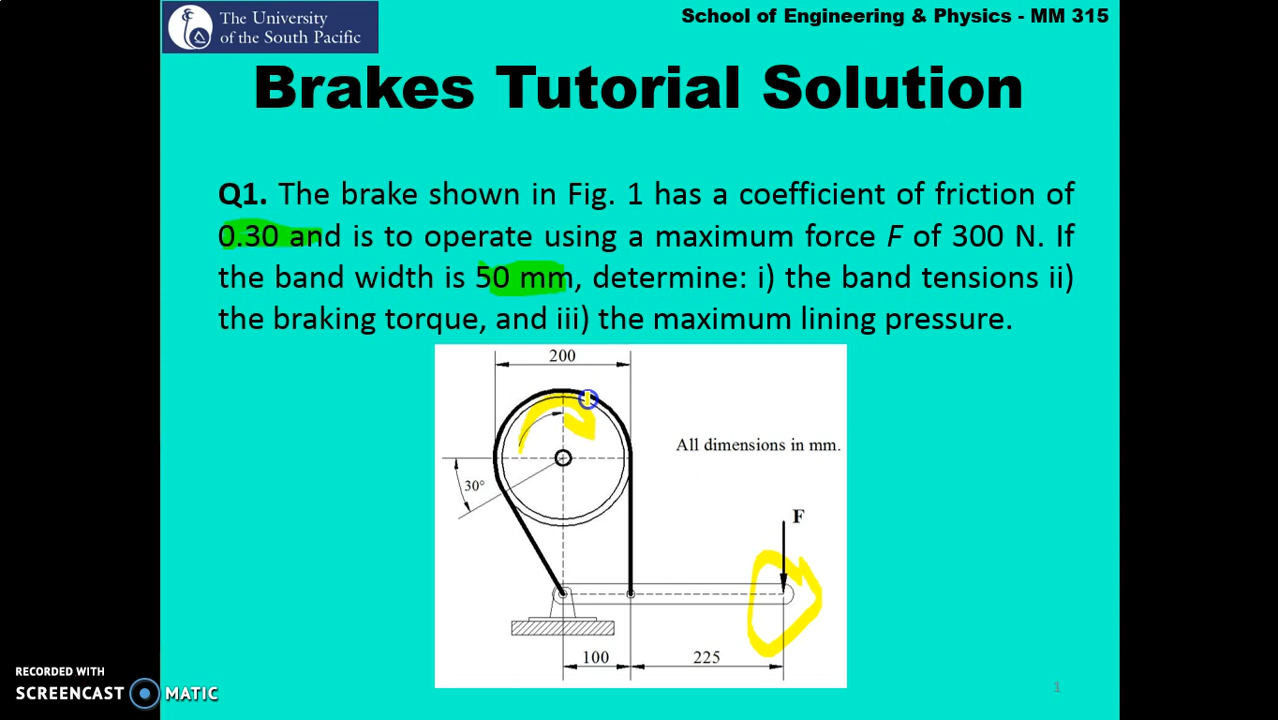 The University
of the South Pacific
School of Engineering & Physics - MM 315
Brakes Tutorial Solution
Q1. The brake shown in Fig. 1 has a coefficient of friction of
0.30 and is to operate using a maximum force F of 300 N. If
the band width is 50 mm, determine: i) the band tensions ii)
the braking torque, and iii) the maximum lining pressure.
200
All dimensions in mm.
30°
F
100
225
RECORDED WITH
SCREENCAST MATIC
1